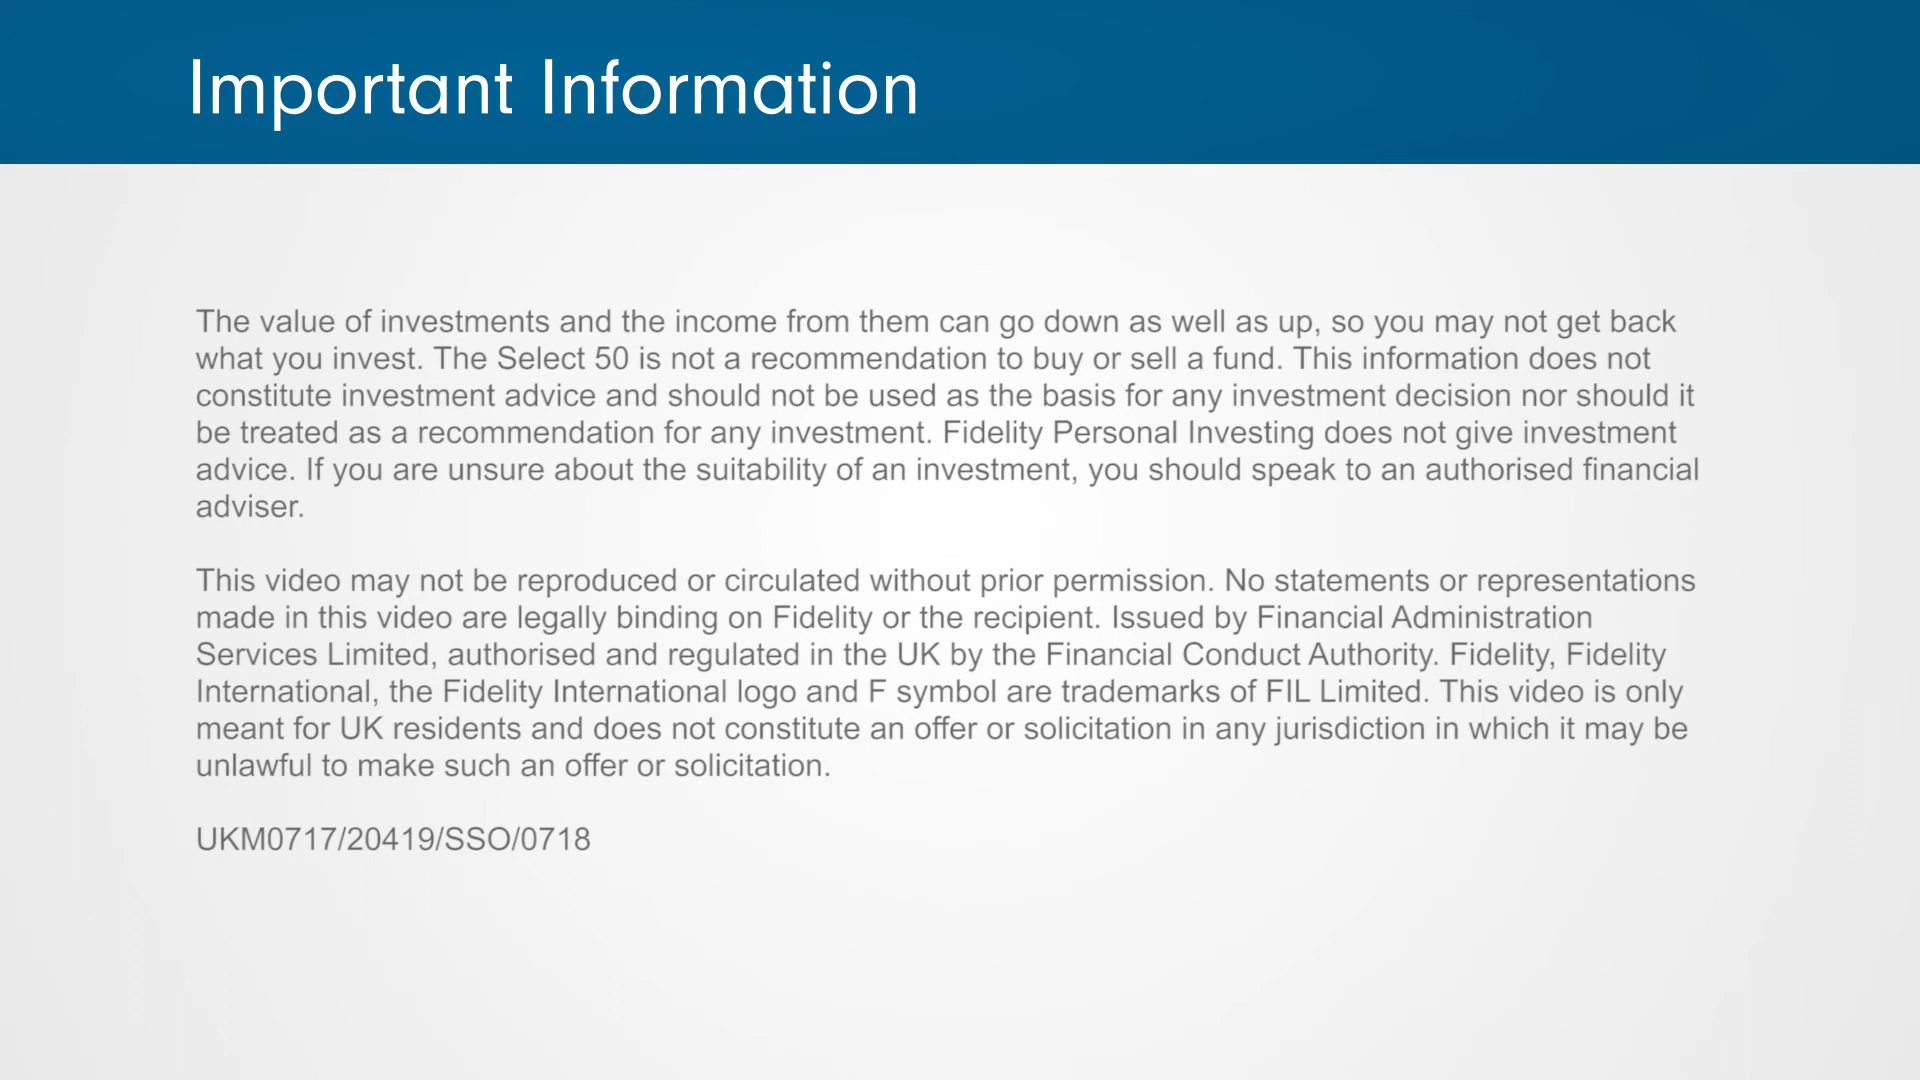 Important Information
The value of investments and the income from them can go down as well as up, so you may not get back
what you invest. The Select 50 is not a recommendation to buy or sell a fund. This information does not
constitute investment advice and should not be used as the basis for any investment decision nor should it
be treated as a recommendation for any investment. Fidelity Personal Investing does not give investment
advice. If you are unsure about the suitability of an investment, you should speak to an authorised financial
adviser.
This video may not be reproduced or circulated without prior permission. No statements or representations
made in this video are legally binding on Fidelity or the recipient. Issued by Financial Administration
Services Limited, authorised and regulated in the UK by the Financial Conduct Authority. Fidelity, Fidelity
International, the Fidelity International logo and F symbol are trademarks of FIL Limited. This video is only
meant for UK residents and does not constitute an offer or solicitation in any jurisdiction in which it may be
unlawful to make such an offer or solicitation.
UKM0717/20419/SSO/0718